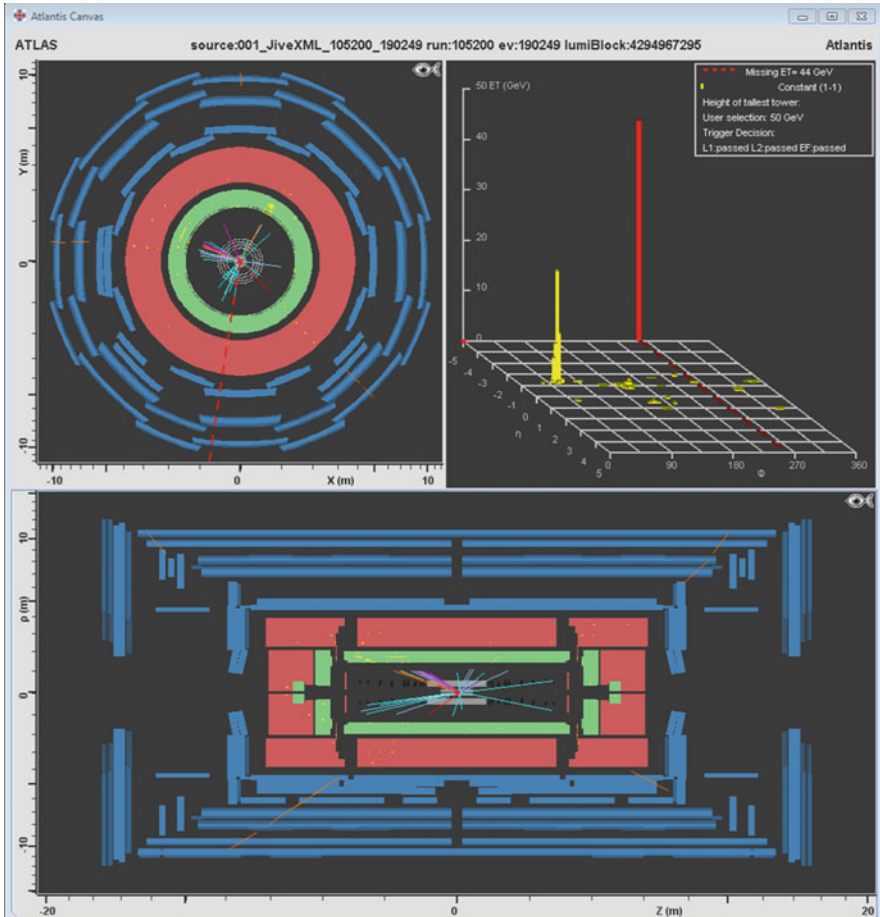 Atlantis Canvas
ATLAS source:001_JiveXML_105200_190249 run:105200 ev:190249 lumiBlock:4294967295 Atlantis
10
Y (m)
0
-10
-10 0 X (m) 10
50 ET (GeV)
40
30
20
10
0
Missing ET= 44 GeV
Constant (1-1)
Height of tallest tower:
User selection: 50 GeV
Trigger Decision:
L1:passed L2:passed EF:passed
-5
-4
-3
-2
-1
η
0
1
2
3
4
5
0 90 180 270 360
Φ
10
ρ (m)
0
-10
-20 0 Z (m) 20